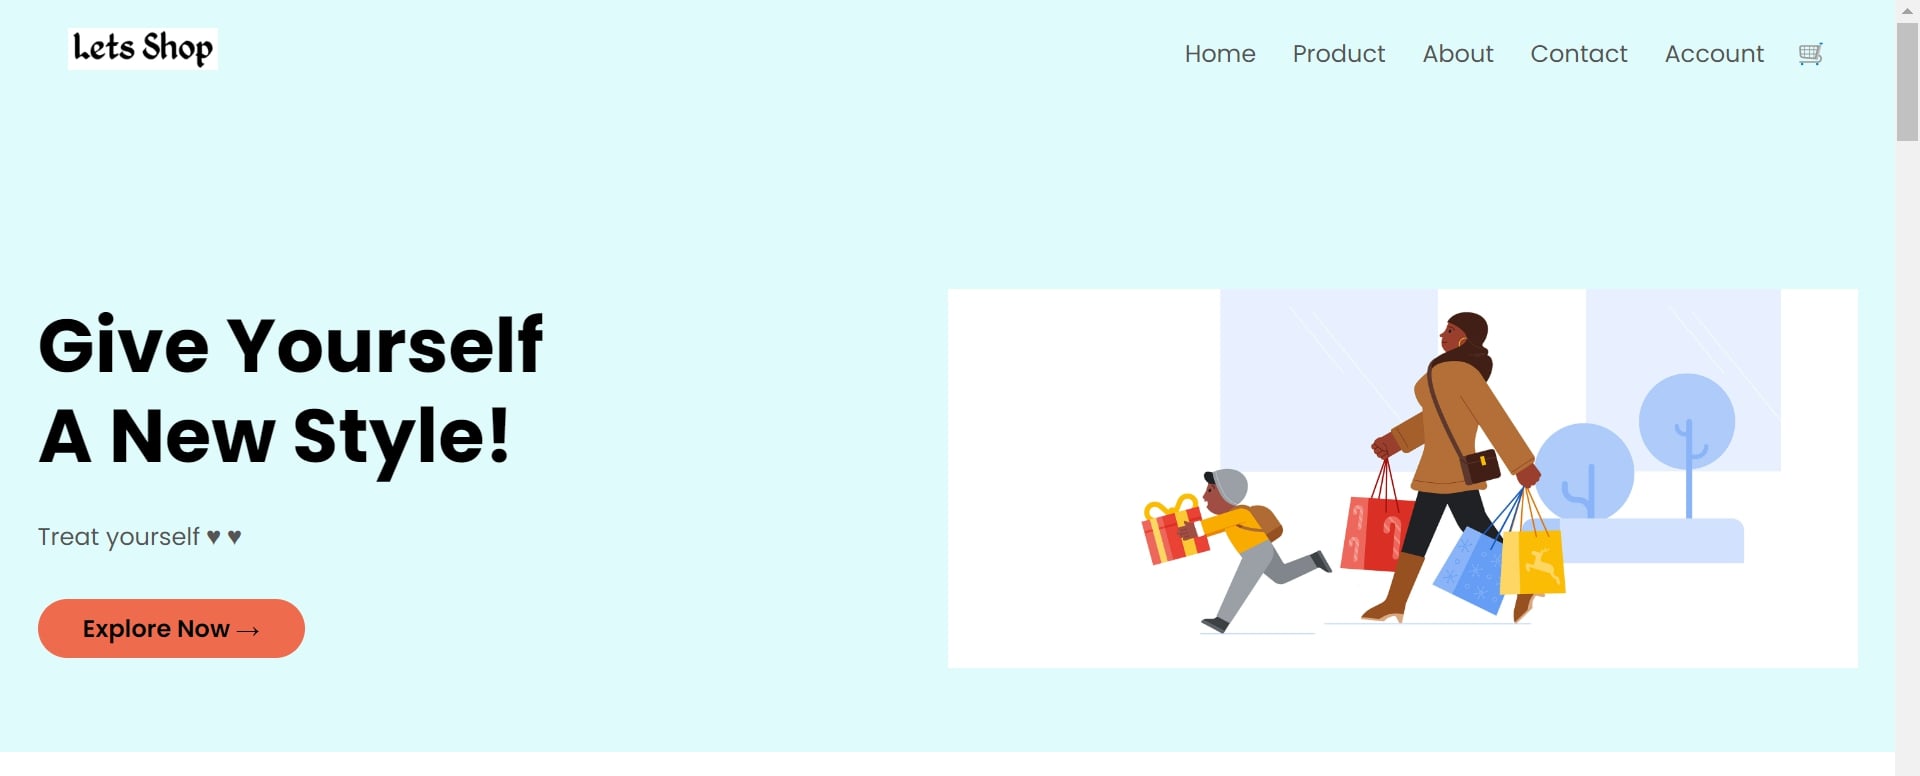 Lets Shop
Home Product About Contact Account
Give Yourself
A New Style!
Treat yourself ♥ ♥
Explore Now →